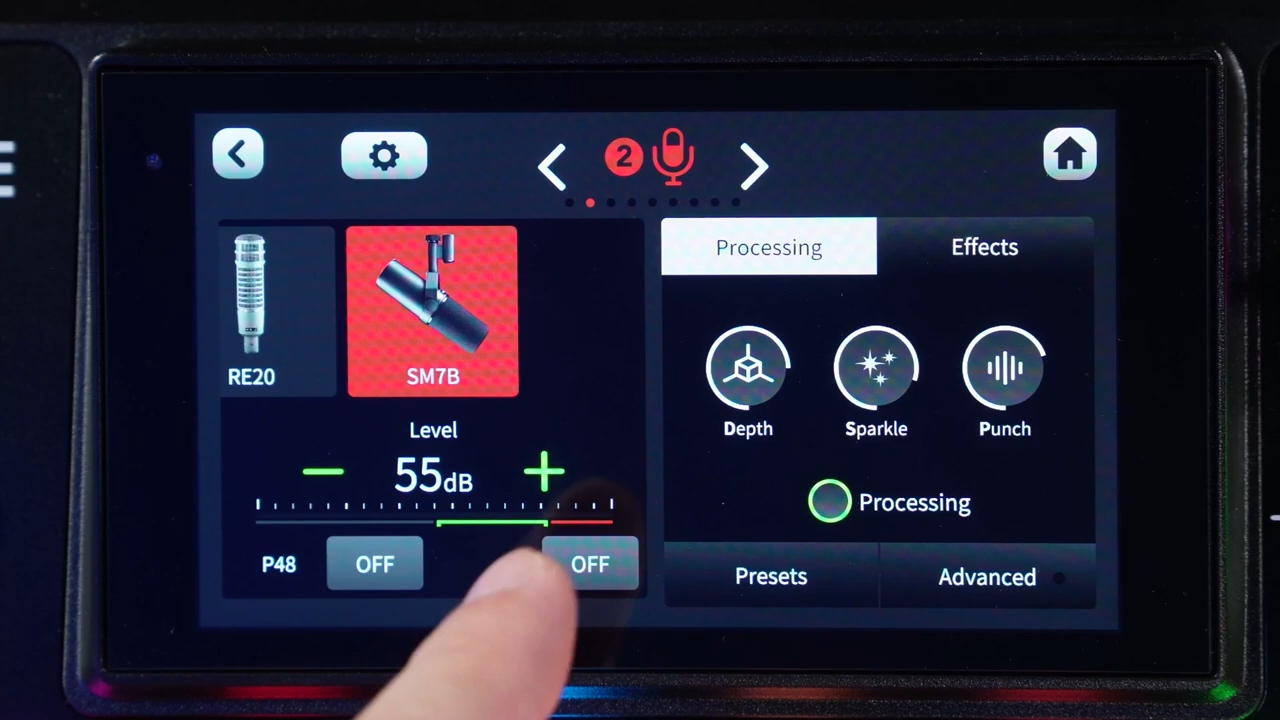 2
Processing
Effects
RE20
SM7B
Level
55dB
P48
OFF
OFF
Depth
Sparkle
Punch
Processing
Presets
Advanced